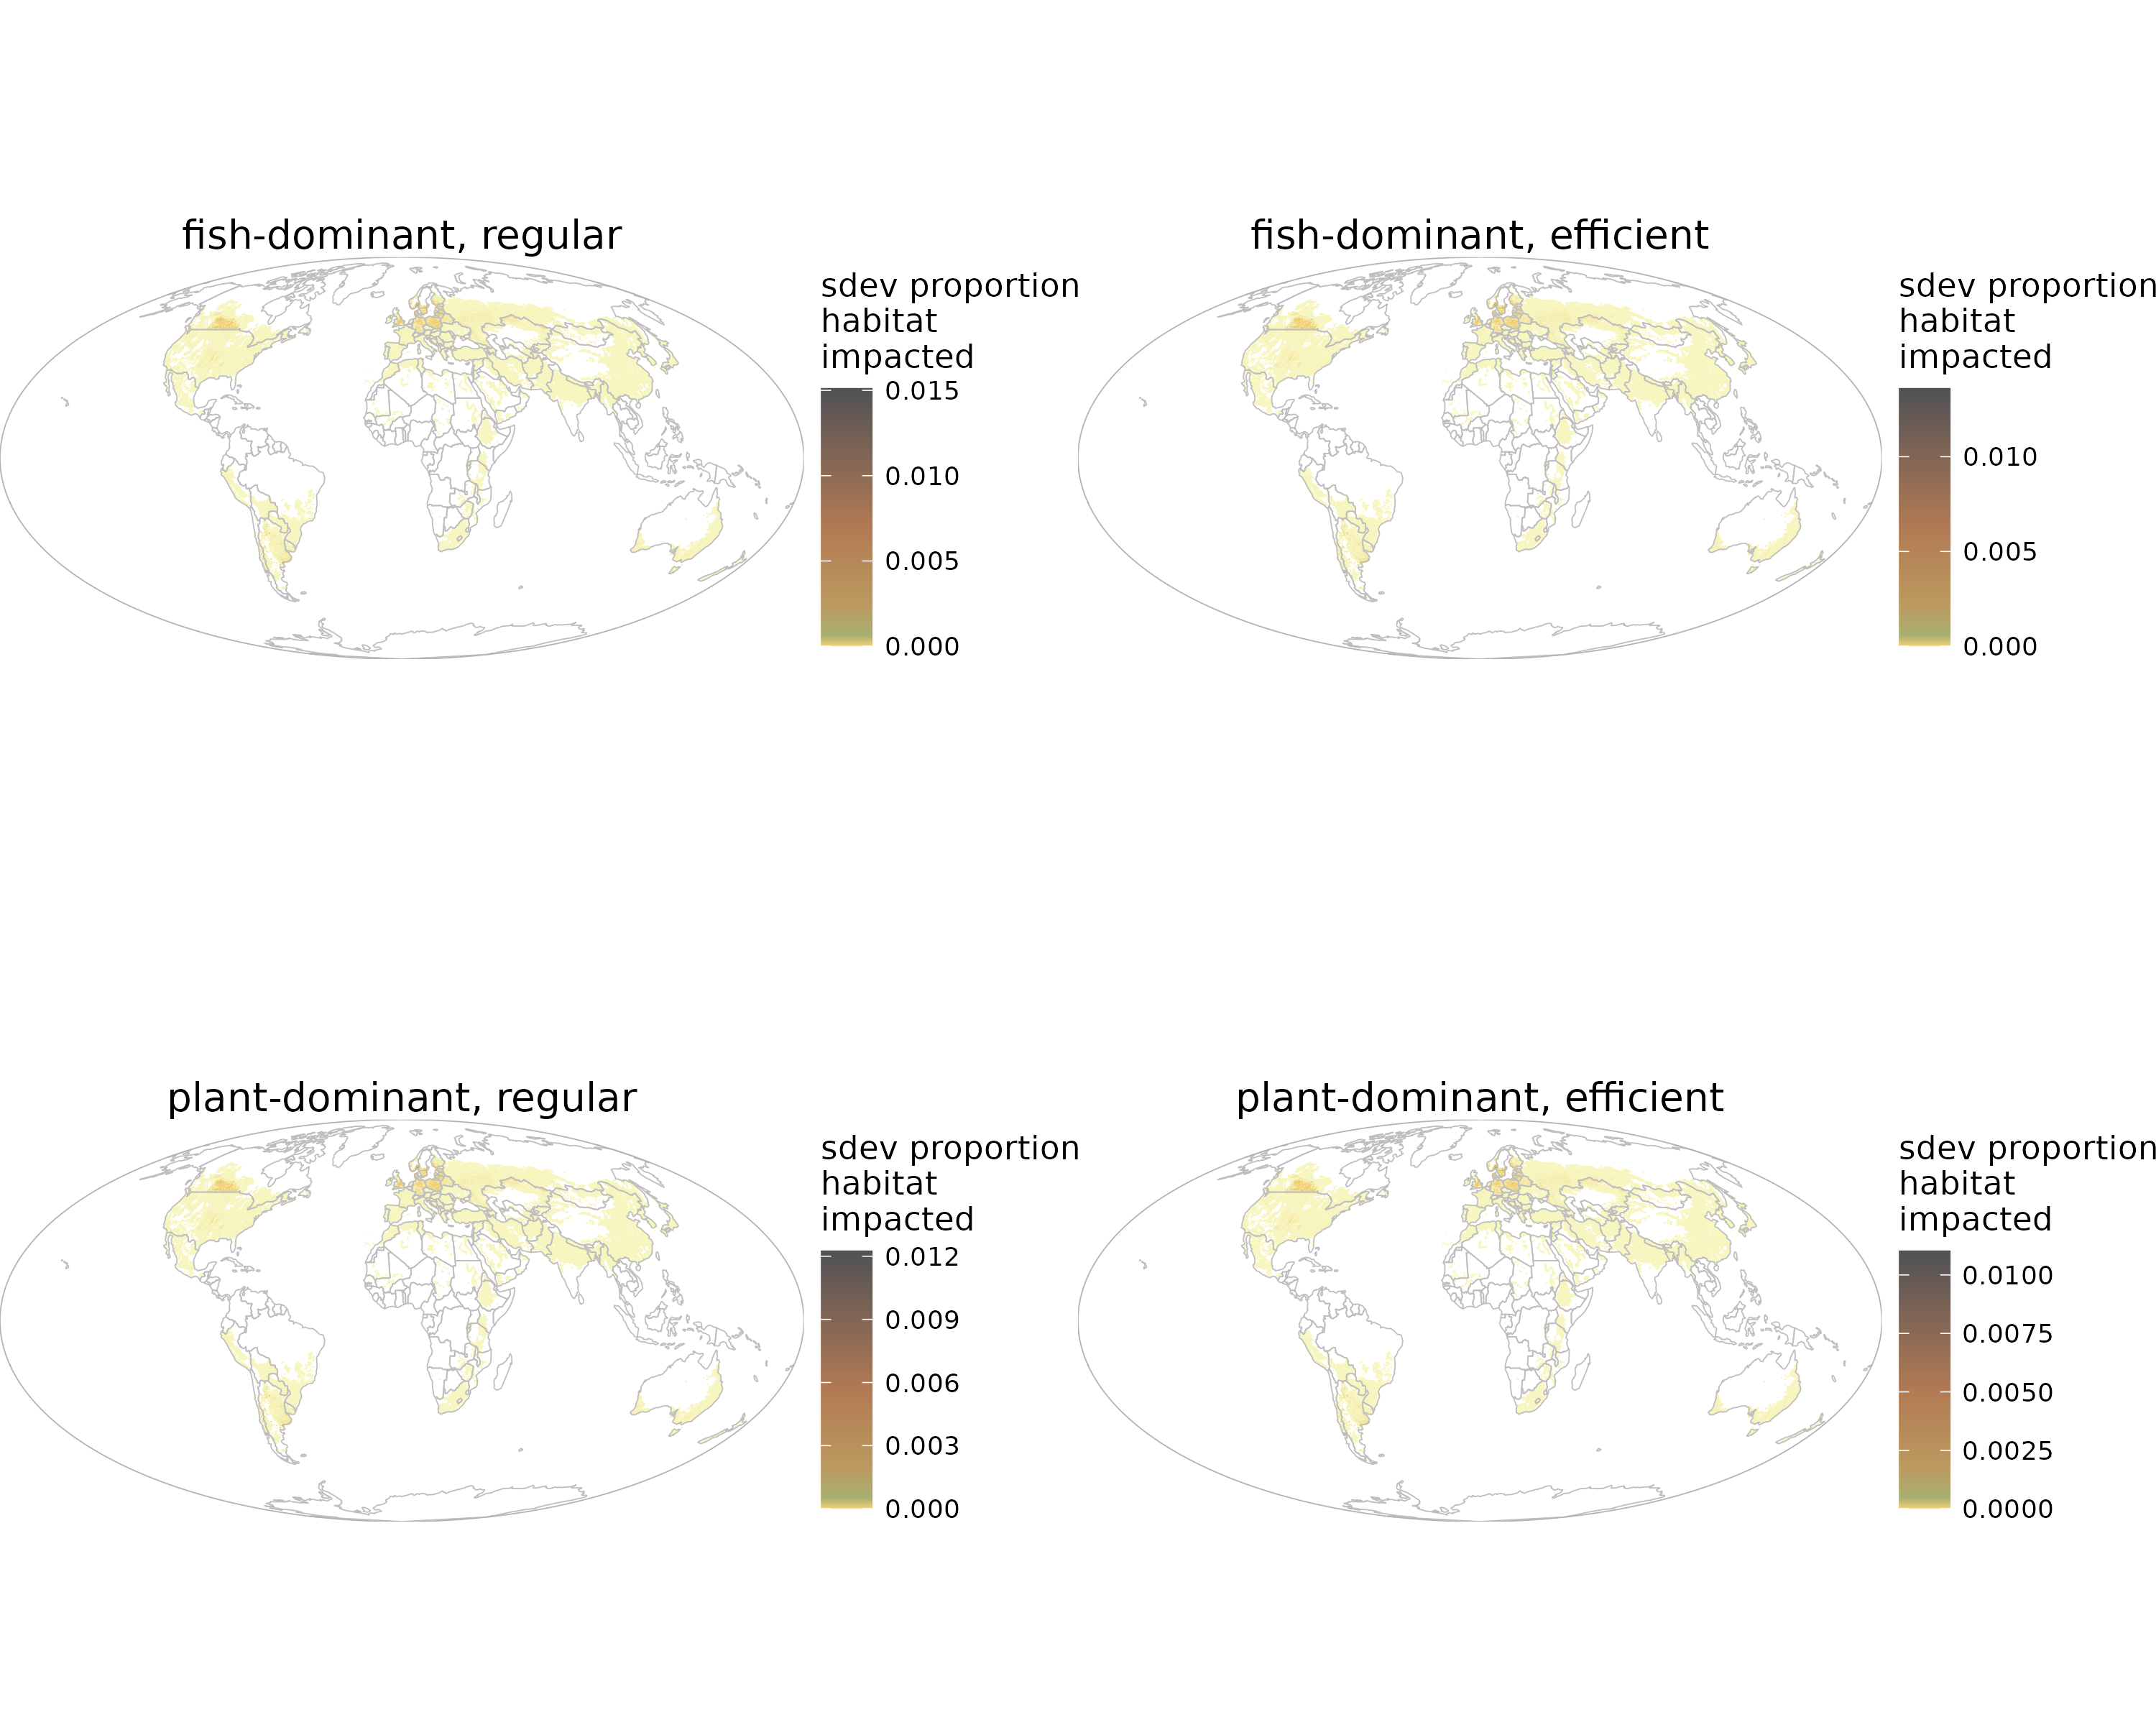 fish-dominant, regular
sdev proportion
habitat
impacted
0.015
0.010
0.005
0.000
fish-dominant, efficient
sdev proportion
habitat
impacted
0.010
0.005
0.000
plant-dominant, regular
sdev proportion
habitat
impacted
0.012
0.009
0.006
0.003
0.000
plant-dominant, efficient
sdev proportion
habitat
impacted
0.0100
0.0075
0.0050
0.0025
0.0000